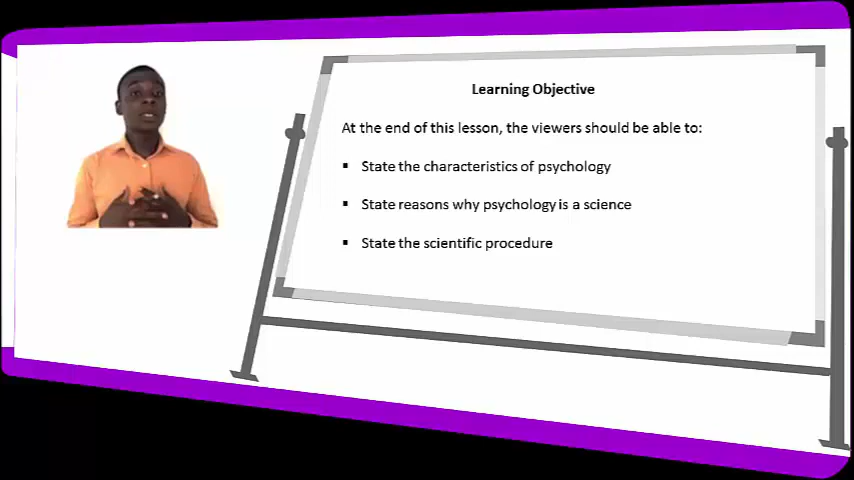 Learning Objective
At the end of this lesson, the viewers should be able to:
▪ State the characteristics of psychology
▪ State reasons why psychology is a science
▪ State the scientific procedure